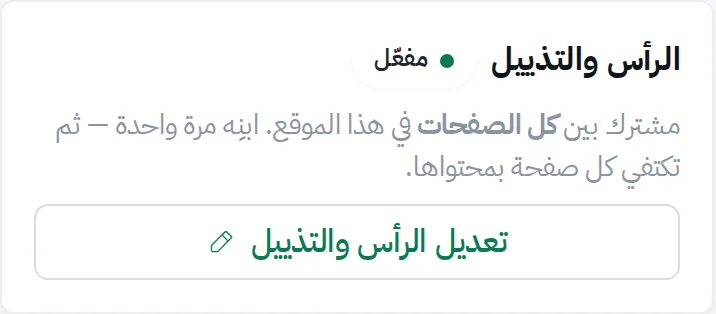 الرأس والتذييل مفعّل
مشترك بين كل الصفحات في هذا الموقع. ابنِه مرة واحدة — ثم
تكتفي كل صفحة بمحتواها.
تعديل الرأس والتذييل